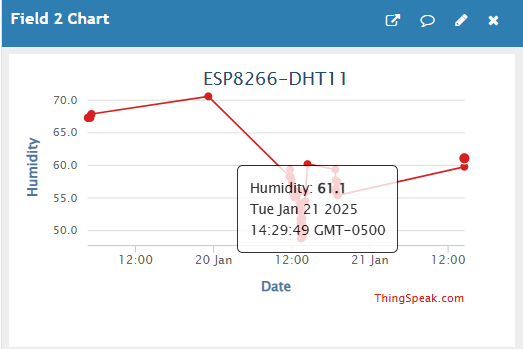 Field 2 Chart
ESP8266-DHT11
70.0
65.0
60.0
55.0
50.0
Humidity
Humidity: 61.1
Tue Jan 21 2025
14:29:49 GMT-0500
12:00
20 Jan
12:00
21 Jan
12:00
Date
ThingSpeak.com